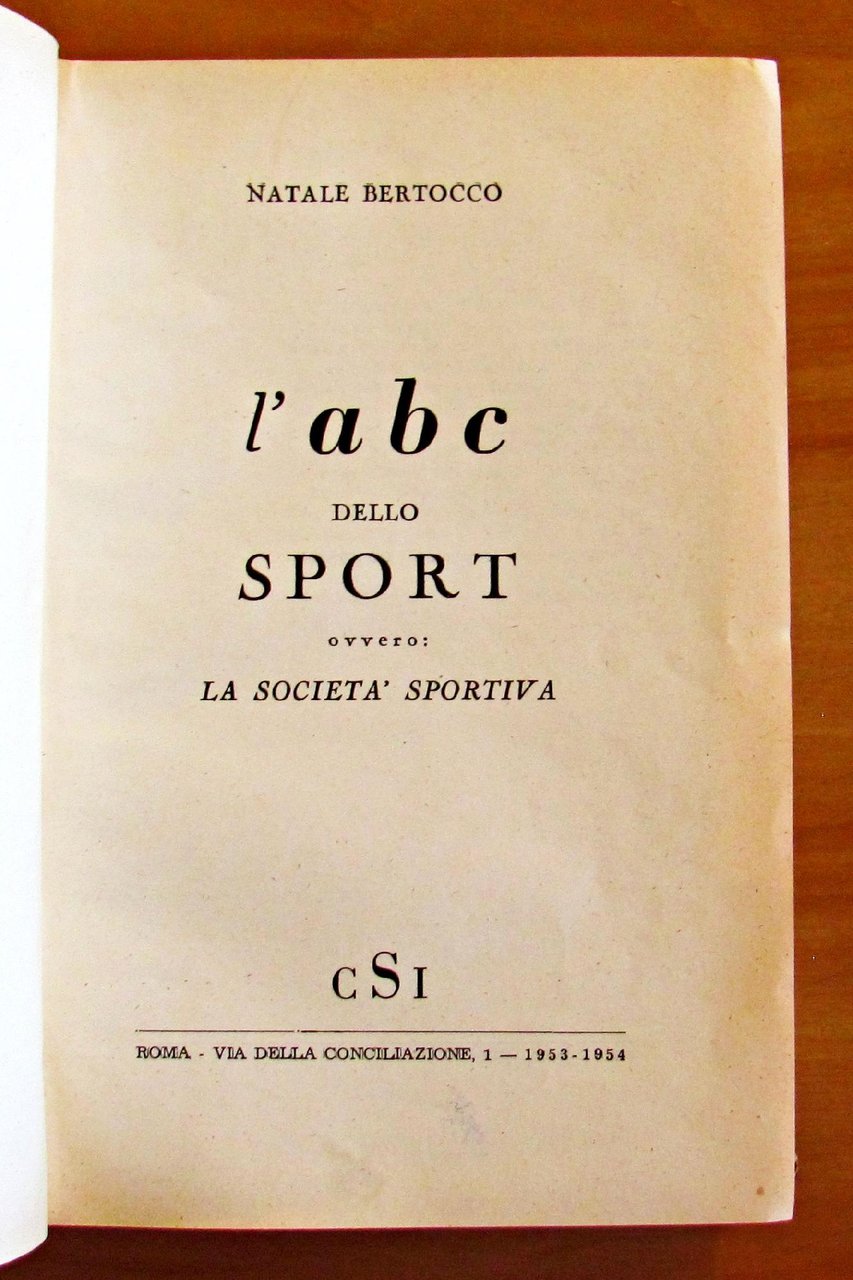 NATALE BERTOCCO
l' abc
DELLO
SPORT
ovvero:
LA SOCIETA' SPORTIVA
CSI
ROMA - VIA DELLA CONCILIAZIONE, 1 — 1953-1954